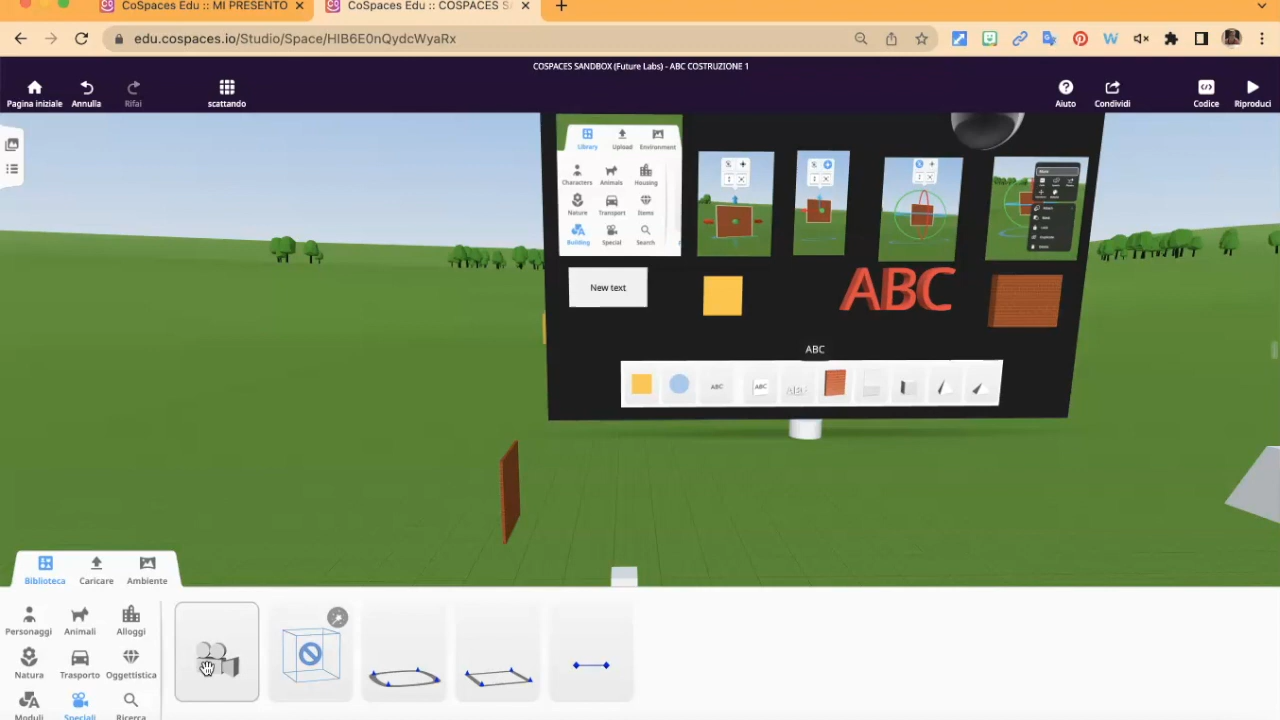 CoSpaces Edu :: MI PRESENTO
CoSpaces Edu :: COSPACES SA
edu.cospaces.io/Studio/Space/HIB6E0nQydcWyaRx
COSPACES SANDBOX (Future Labs) - ABC COSTRUZIONE 1
Pagina iniziale
Annulla
Rifai
scattando
Aiuto
Condividi
Codice
Riproduci
Library
Upload
Environment
Characters
Animals
Housing
Nature
Transport
Items
Building
Special
Search
New text
ABC
ABC
ABC
ABC
ABC
Biblioteca
Caricare
Ambiente
Personaggi
Animali
Alloggi
Natura
Trasporto
Oggettistica
Moduli
Speciali
Ricerca